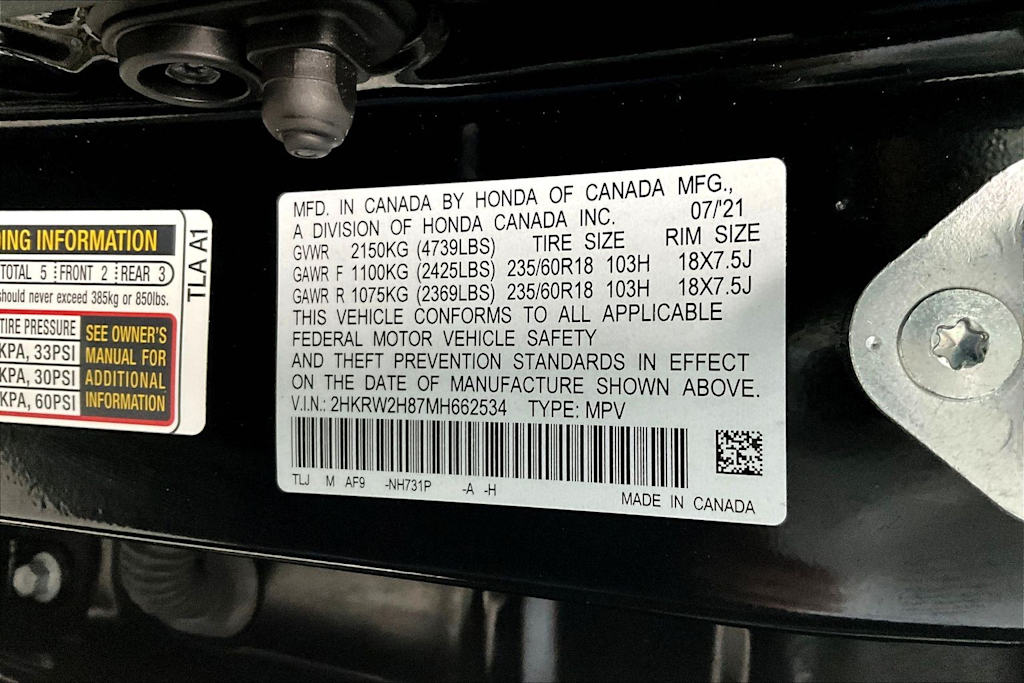 DING INFORMATION
TOTAL 5 FRONT 2 REAR 3
should never exceed 385kg or 850lbs.
TIRE PRESSURE
KPA, 33PSI
KPA, 30PSI
KPA, 60PSI
SEE OWNER'S
MANUAL FOR
ADDITIONAL
INFORMATION
TLA A1
MFD. IN CANADA BY HONDA OF CANADA MFG.,
A DIVISION OF HONDA CANADA INC. 07/'21
GVWR 2150KG (4739LBS) TIRE SIZE RIM SIZE
GAWR F 1100KG (2425LBS) 235/60R18 103H 18X7.5J
GAWR R 1075KG (2369LBS) 235/60R18 103H 18X7.5J
THIS VEHICLE CONFORMS TO ALL APPLICABLE
FEDERAL MOTOR VEHICLE SAFETY
AND THEFT PREVENTION STANDARDS IN EFFECT
ON THE DATE OF MANUFACTURE SHOWN ABOVE.
V.I.N.: 2HKRW2H87MH662534 TYPE: MPV
TLJ M AF9 -NH731P -A -H
MADE IN CANADA